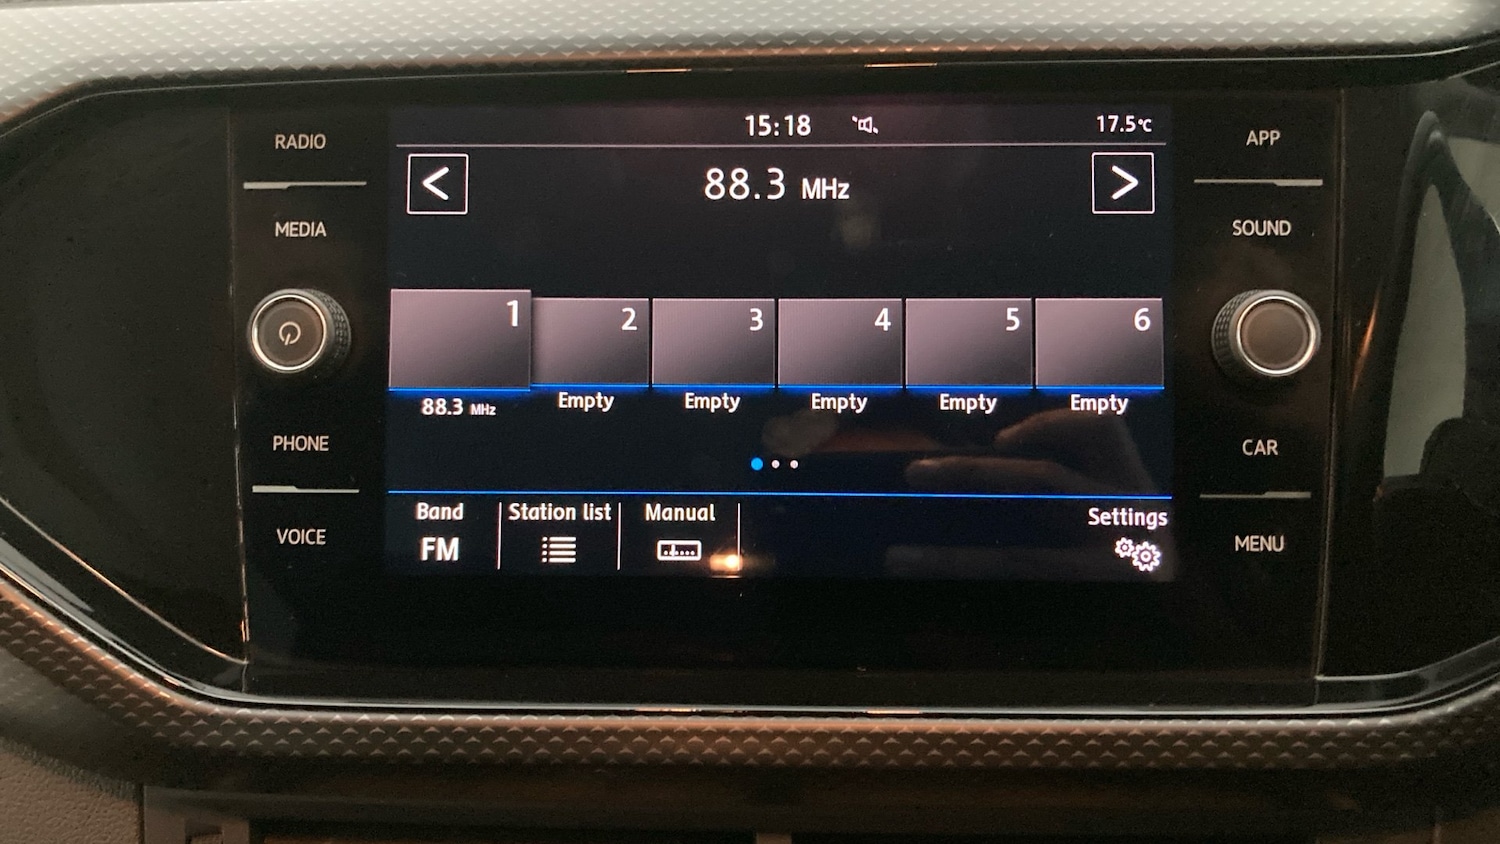 RADIO
MEDIA
PHONE
VOICE
15:18
17.5°C
<
88.3 MHz
>
1
2
3
4
5
6
88.3 MHz
Empty
Empty
Empty
Empty
Empty
Band
FM
Station list
Manual
Settings
APP
SOUND
CAR
MENU